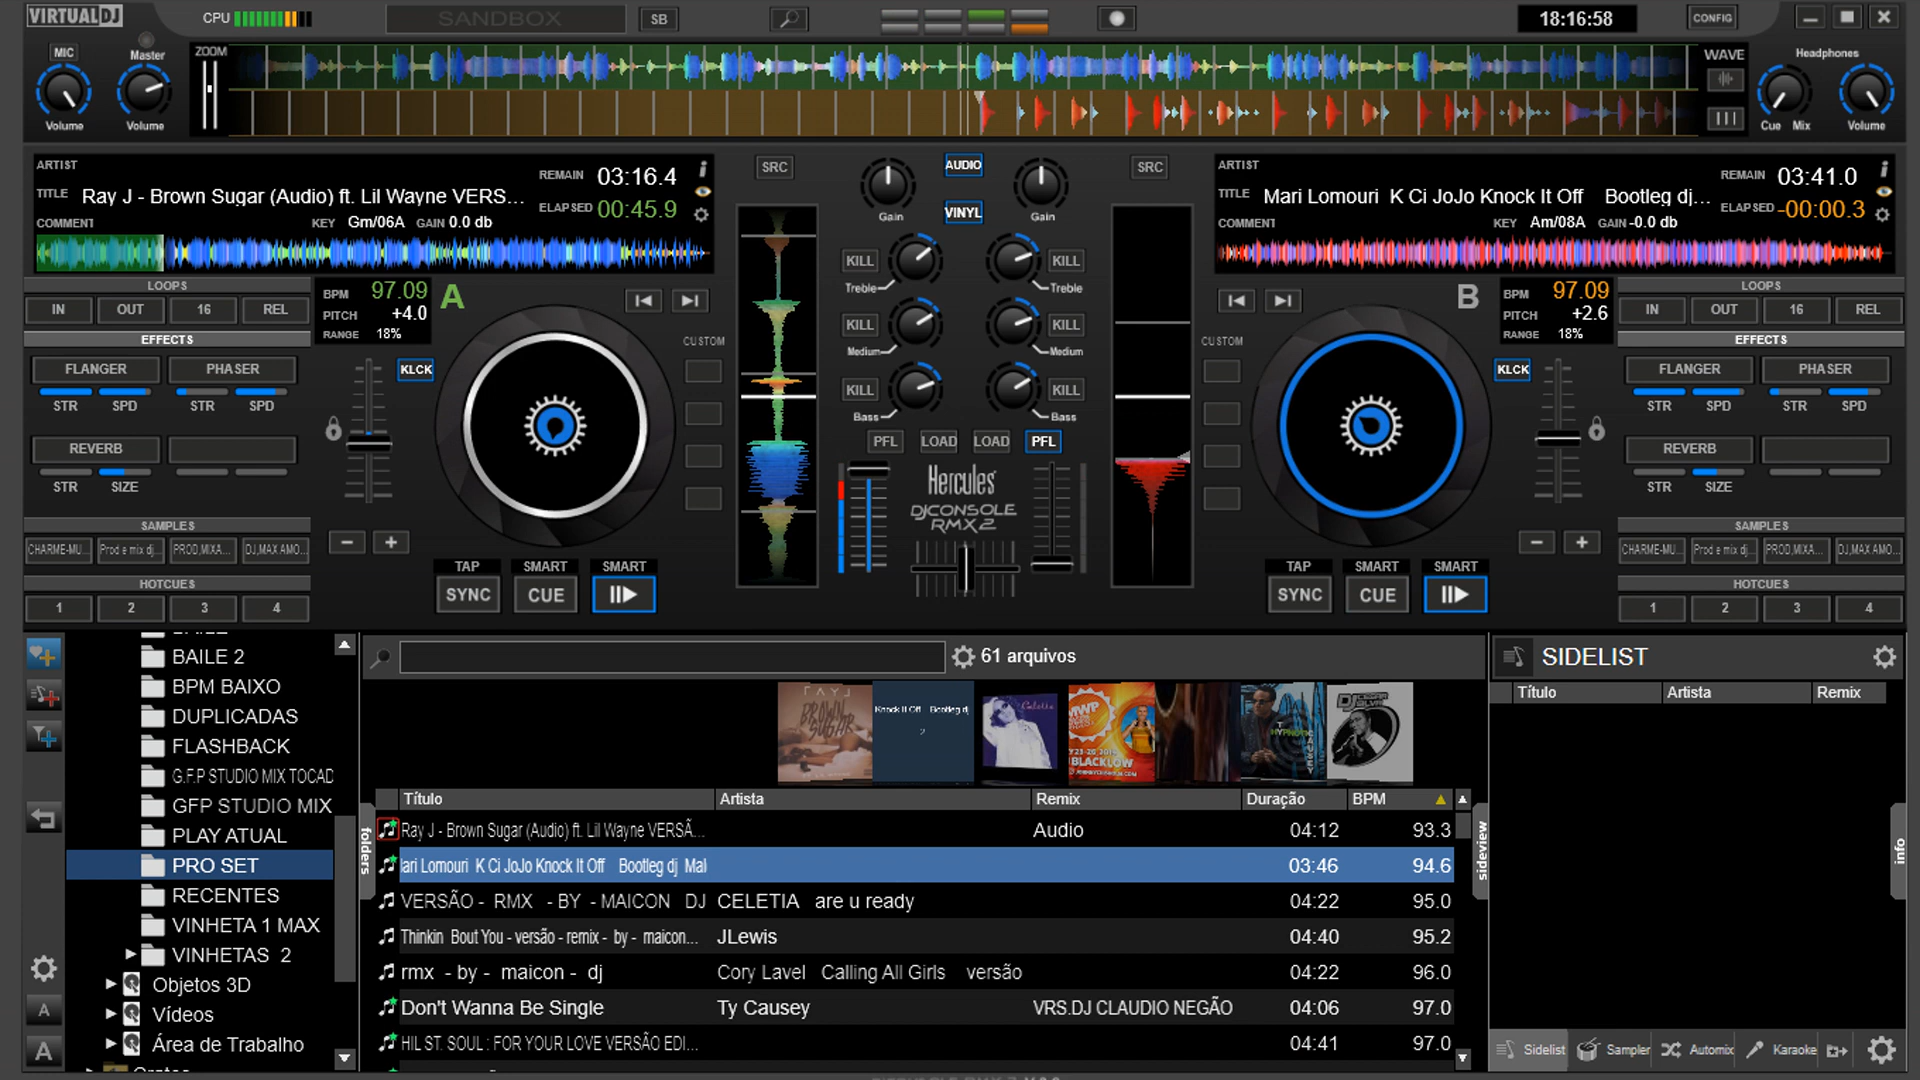 VIRTUAL DJ
CPU
SANDBOX
SB
18:16:58
CONFIG
MIC
Master
ZOOM
WAVE
Headphones
Volume
Volume
Cue Mix
Volume
ARTIST
REMAIN 03:16.4
TITLE Ray J - Brown Sugar (Audio) ft. Lil Wayne VERS...
ELAPSED 00:45.9
COMMENT
KEY Gm/06A GAIN 0.0 db
SRC
Gain
AUDIO
VINYL
Gain
SRC
ARTIST
REMAIN 03:41.0
TITLE Mari Lomouri K Ci JoJo Knock It Off Bootleg dj...
ELAPSED -00:00.3
COMMENT
KEY Am/08A GAIN -0.0 db
LOOPS
IN OUT 16 REL
BPM 97.09
PITCH +4.0
RANGE 18%
A
EFFECTS
FLANGER PHASER
STR SPD STR SPD
REVERB
STR SIZE
KLCK
CUSTOM
SAMPLES
CHARME-MU... Prod e mix dj... PROD,MIXA... DJ,MAX AMO...
HOTCUES
1 2 3 4
TAP SMART SMART
SYNC CUE
KILL KILL
Treble Treble
KILL KILL
Medium Medium
KILL KILL
Bass Bass
PFL LOAD LOAD PFL
Hercules
DJCONSOLE
RMX2
CUSTOM
B
BPM 97.09
PITCH +2.6
RANGE 18%
KLCK
LOOPS
IN OUT 16 REL
EFFECTS
FLANGER PHASER
STR SPD STR SPD
REVERB
STR SIZE
SAMPLES
CHARME-MU... Prod e mix dj... PROD,MIXA... DJ,MAX AMO...
HOTCUES
1 2 3 4
TAP SMART SMART
SYNC CUE
BAILE 2
BPM BAIXO
DUPLICADAS
FLASHBACK
G.F.P STUDIO MIX TOCAD
GFP STUDIO MIX
PLAY ATUAL
PRO SET
RECENTES
VINHETA 1 MAX
VINHETAS 2
Objetos 3D
Vídeos
Área de Trabalho
A
A
folders
61 arquivos
RAYJ
BROWN
SUGAR
Knock It Off Bootleg dj
2
Celetia
MWP
BLACKLOW
HYPNOTIC
CAUSEY
Título Artista Remix Duração BPM
Ray J - Brown Sugar (Audio) ft. Lil Wayne VERSÃ... Audio 04:12 93.3
ari Lomouri K Ci JoJo Knock It Off Bootleg dj Mal 03:46 94.6
VERSÃO - RMX - BY - MAICON DJ CELETIA are u ready 04:22 95.0
Thinkin Bout You - versão - remix - by - maicon... JLewis 04:40 95.2
rmx - by - maicon - dj Cory Lavel Calling All Girls versão 04:22 96.0
Don't Wanna Be Single Ty Causey VRS.DJ CLAUDIO NEGÃO 04:06 97.0
HIL ST. SOUL : FOR YOUR LOVE VERSÃO EDI... 04:41 97.0
sideview
SIDELIST
Título Artista Remix
info
Sidelist Sampler Automix Karaoke